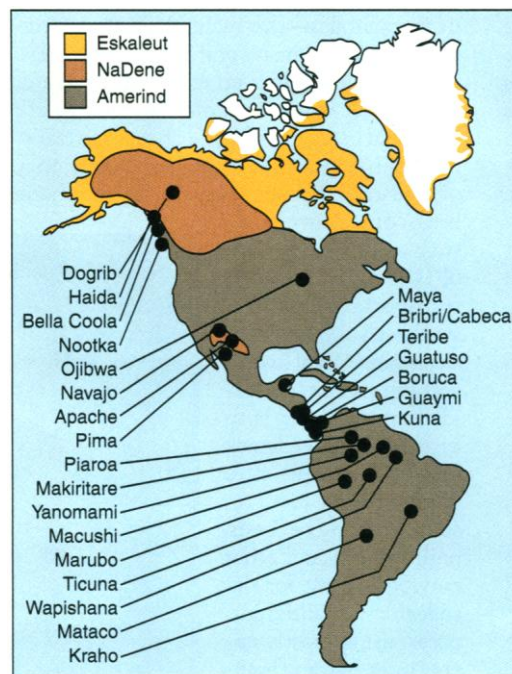 Eskaleut
NaDene
Amerind
Dogrib
Haida
Bella Coola
Nootka
Ojibwa
Navajo
Apache
Pima
Piaroa
Makiritare
Yanomami
Macushi
Marubo
Ticuna
Wapishana
Mataco
Kraho
Maya
Bribri/Cabeca
Teribe
Guatuso
Boruca
Guaymi
Kuna